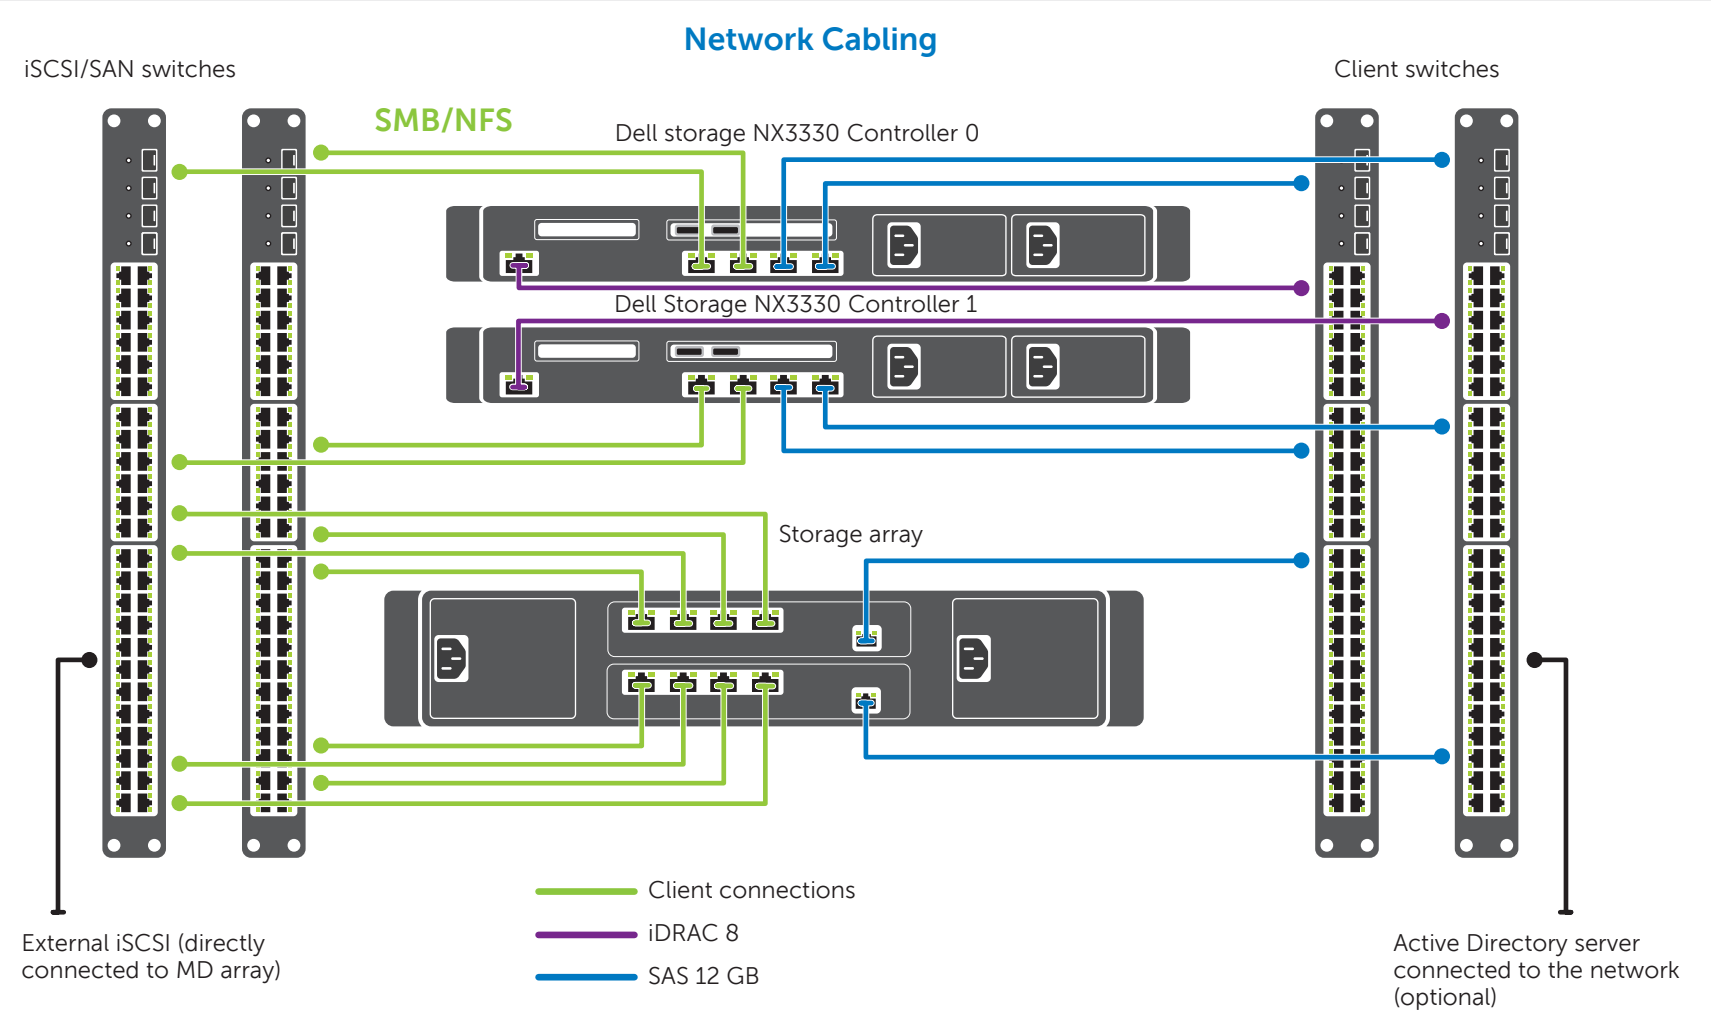 Network Cabling
iSCSI/SAN switches
Client switches
SMB/NFS
Dell storage NX3330 Controller 0
Dell Storage NX3330 Controller 1
Storage array
Client connections
iDRAC 8
SAS 12 GB
External iSCSI (directly
connected to MD array)
Active Directory server
connected to the network
(optional)